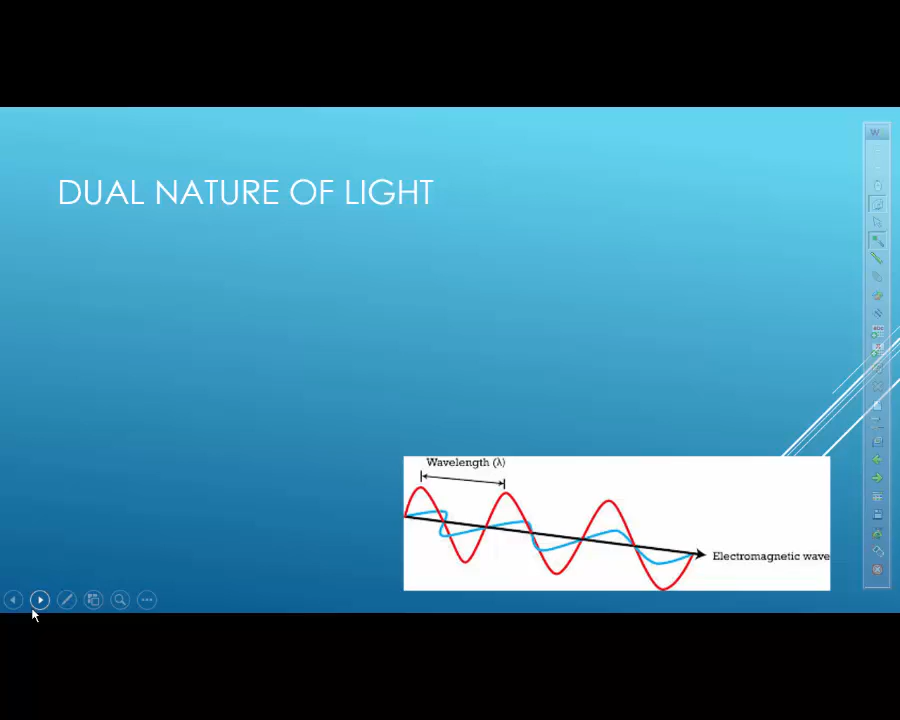 DUAL NATURE OF LIGHT
W
Wavelength (λ)
Electromagnetic wave